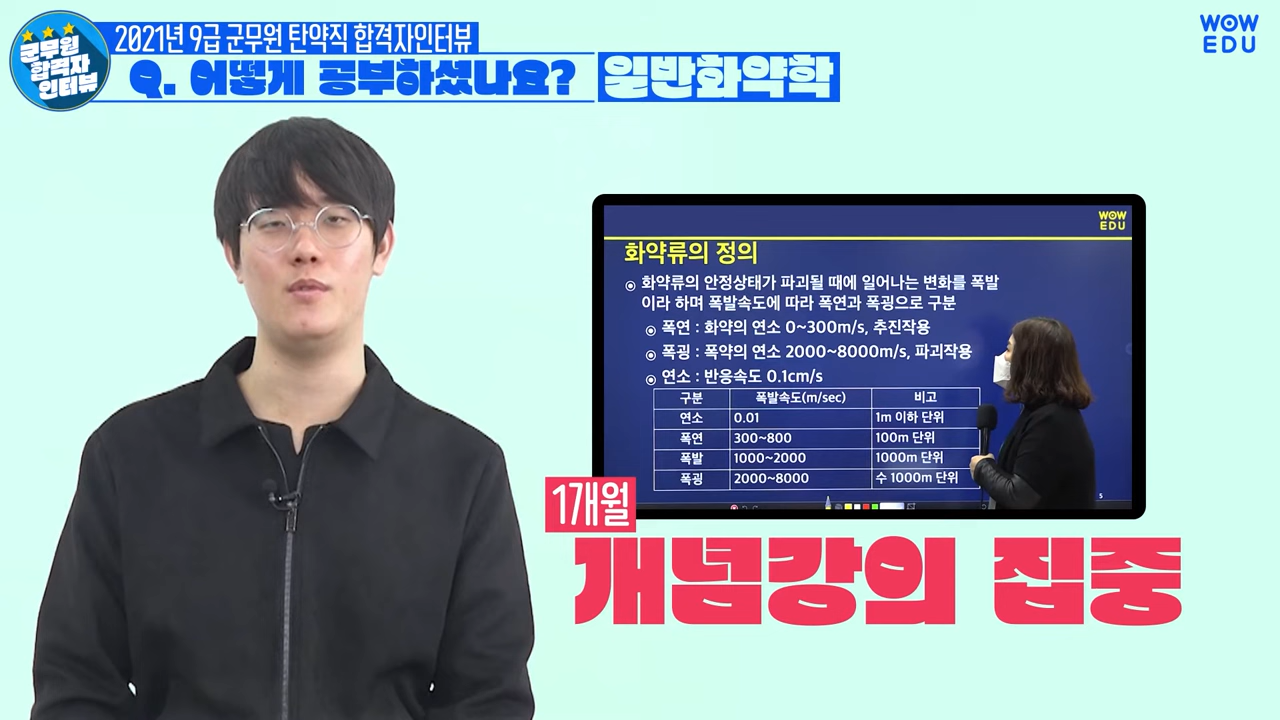 군무원
합격자
인터뷰
2021년 9급 군무원 탄약직 합격자인터뷰
Q. 어떻게 공부하셨나요? 일반화약학
WOW
EDU
WOW
EDU
화약류의 정의
화약류의 안정상태가 파괴될 때에 일어나는 변화를 폭발
이라 하며 폭발속도에 따라 폭연과 폭굉으로 구분
폭연 : 화약의 연소 0~300m/s, 추진작용
폭굉 : 폭약의 연소 2000~8000m/s, 파괴작용
연소 : 반응속도 0.1cm/s
구분 폭발속도(m/sec) 비고
연소 0.01 1m 이하 단위
폭연 300~800 100m 단위
폭발 1000~2000 1000m 단위
폭굉 2000~8000 수 1000m 단위
1개월
개념강의 집중